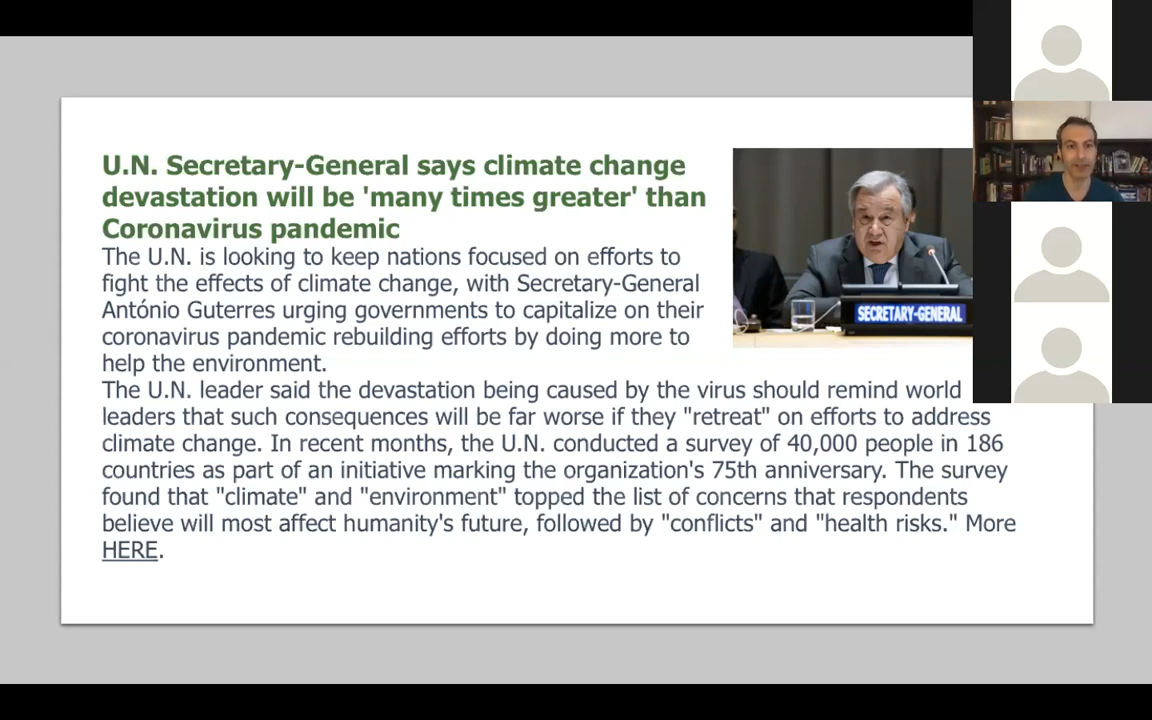 U.N. Secretary-General says climate change
devastation will be 'many times greater' than
Coronavirus pandemic
The U.N. is looking to keep nations focused on efforts to
fight the effects of climate change, with Secretary-General
António Guterres urging governments to capitalize on their
coronavirus pandemic rebuilding efforts by doing more to
help the environment.
The U.N. leader said the devastation being caused by the virus should remind world
leaders that such consequences will be far worse if they "retreat" on efforts to address
climate change. In recent months, the U.N. conducted a survey of 40,000 people in 186
countries as part of an initiative marking the organization's 75th anniversary. The survey
found that "climate" and "environment" topped the list of concerns that respondents
believe will most affect humanity's future, followed by "conflicts" and "health risks." More
HERE.
SECRETARY-GENERAL